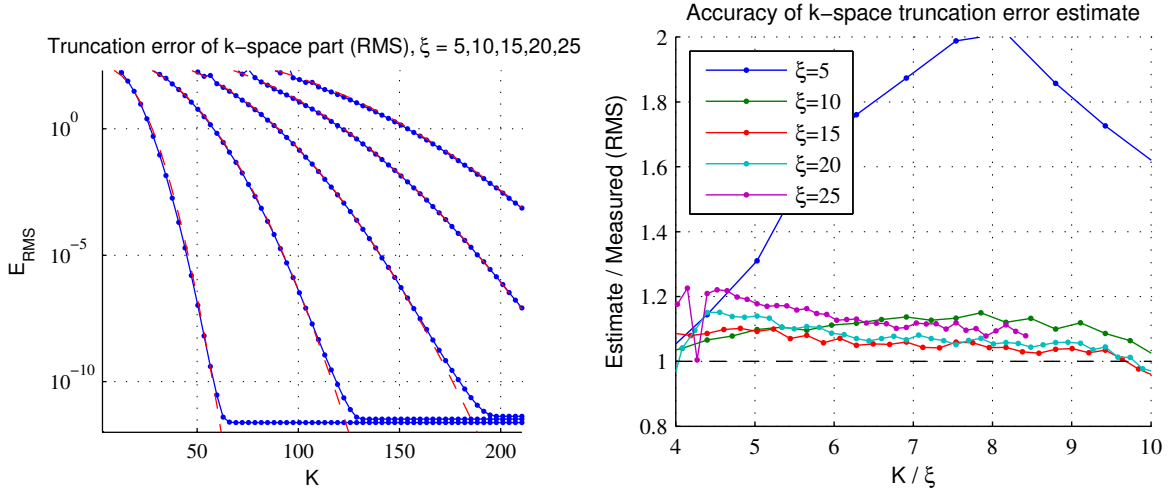 Truncation error of k−space part (RMS), ξ = 5,10,15,20,25
10^0
10^−5
10^−10
E_RMS
50
100
150
200
K
Accuracy of k−space truncation error estimate
2
1.8
1.6
1.4
1.2
1
0.8
Estimate / Measured (RMS)
ξ=5
ξ=10
ξ=15
ξ=20
ξ=25
4
5
6
7
8
9
10
K / ξ